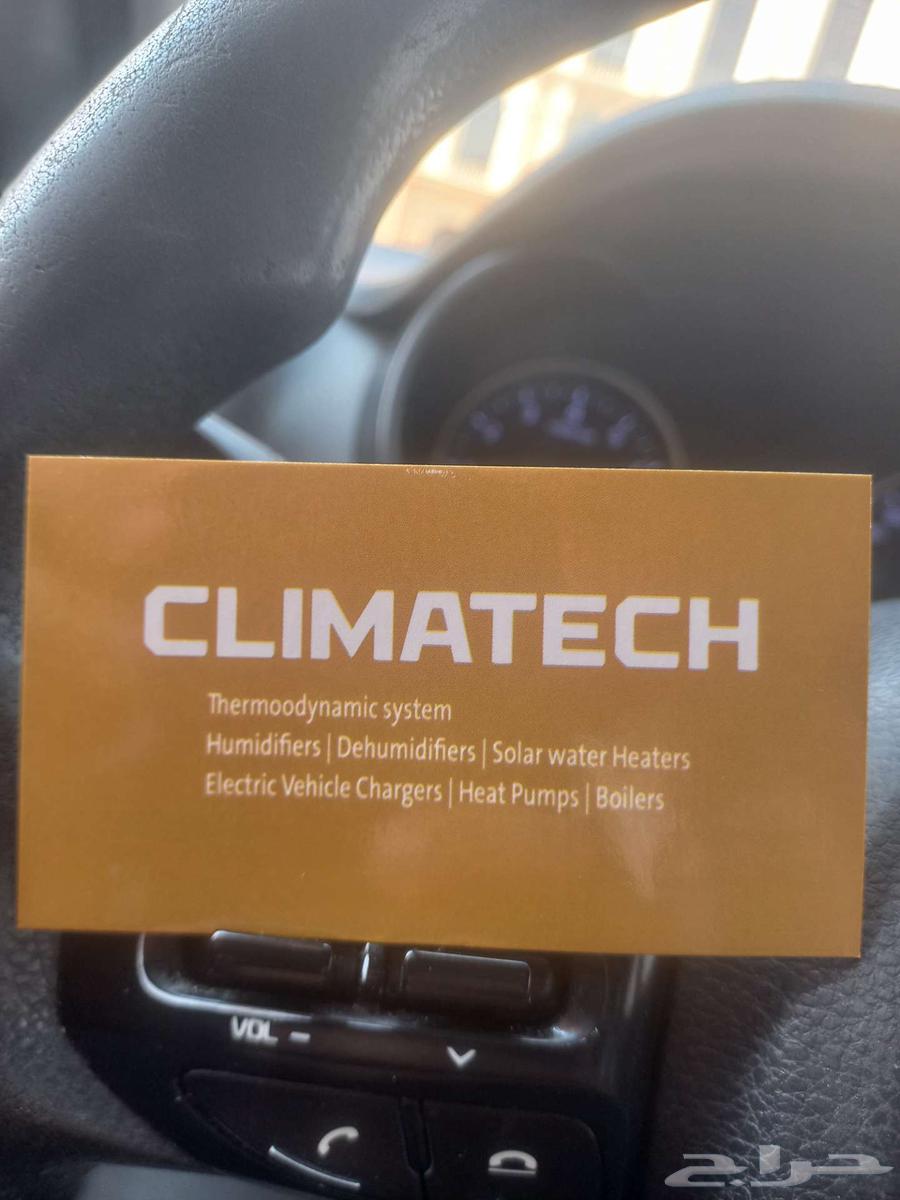 CLIMATECH
Thermoodynamic system
Humidifiers | Dehumidifiers | Solar water Heaters
Electric Vehicle Chargers | Heat Pumps | Boilers
VOL –
حراج